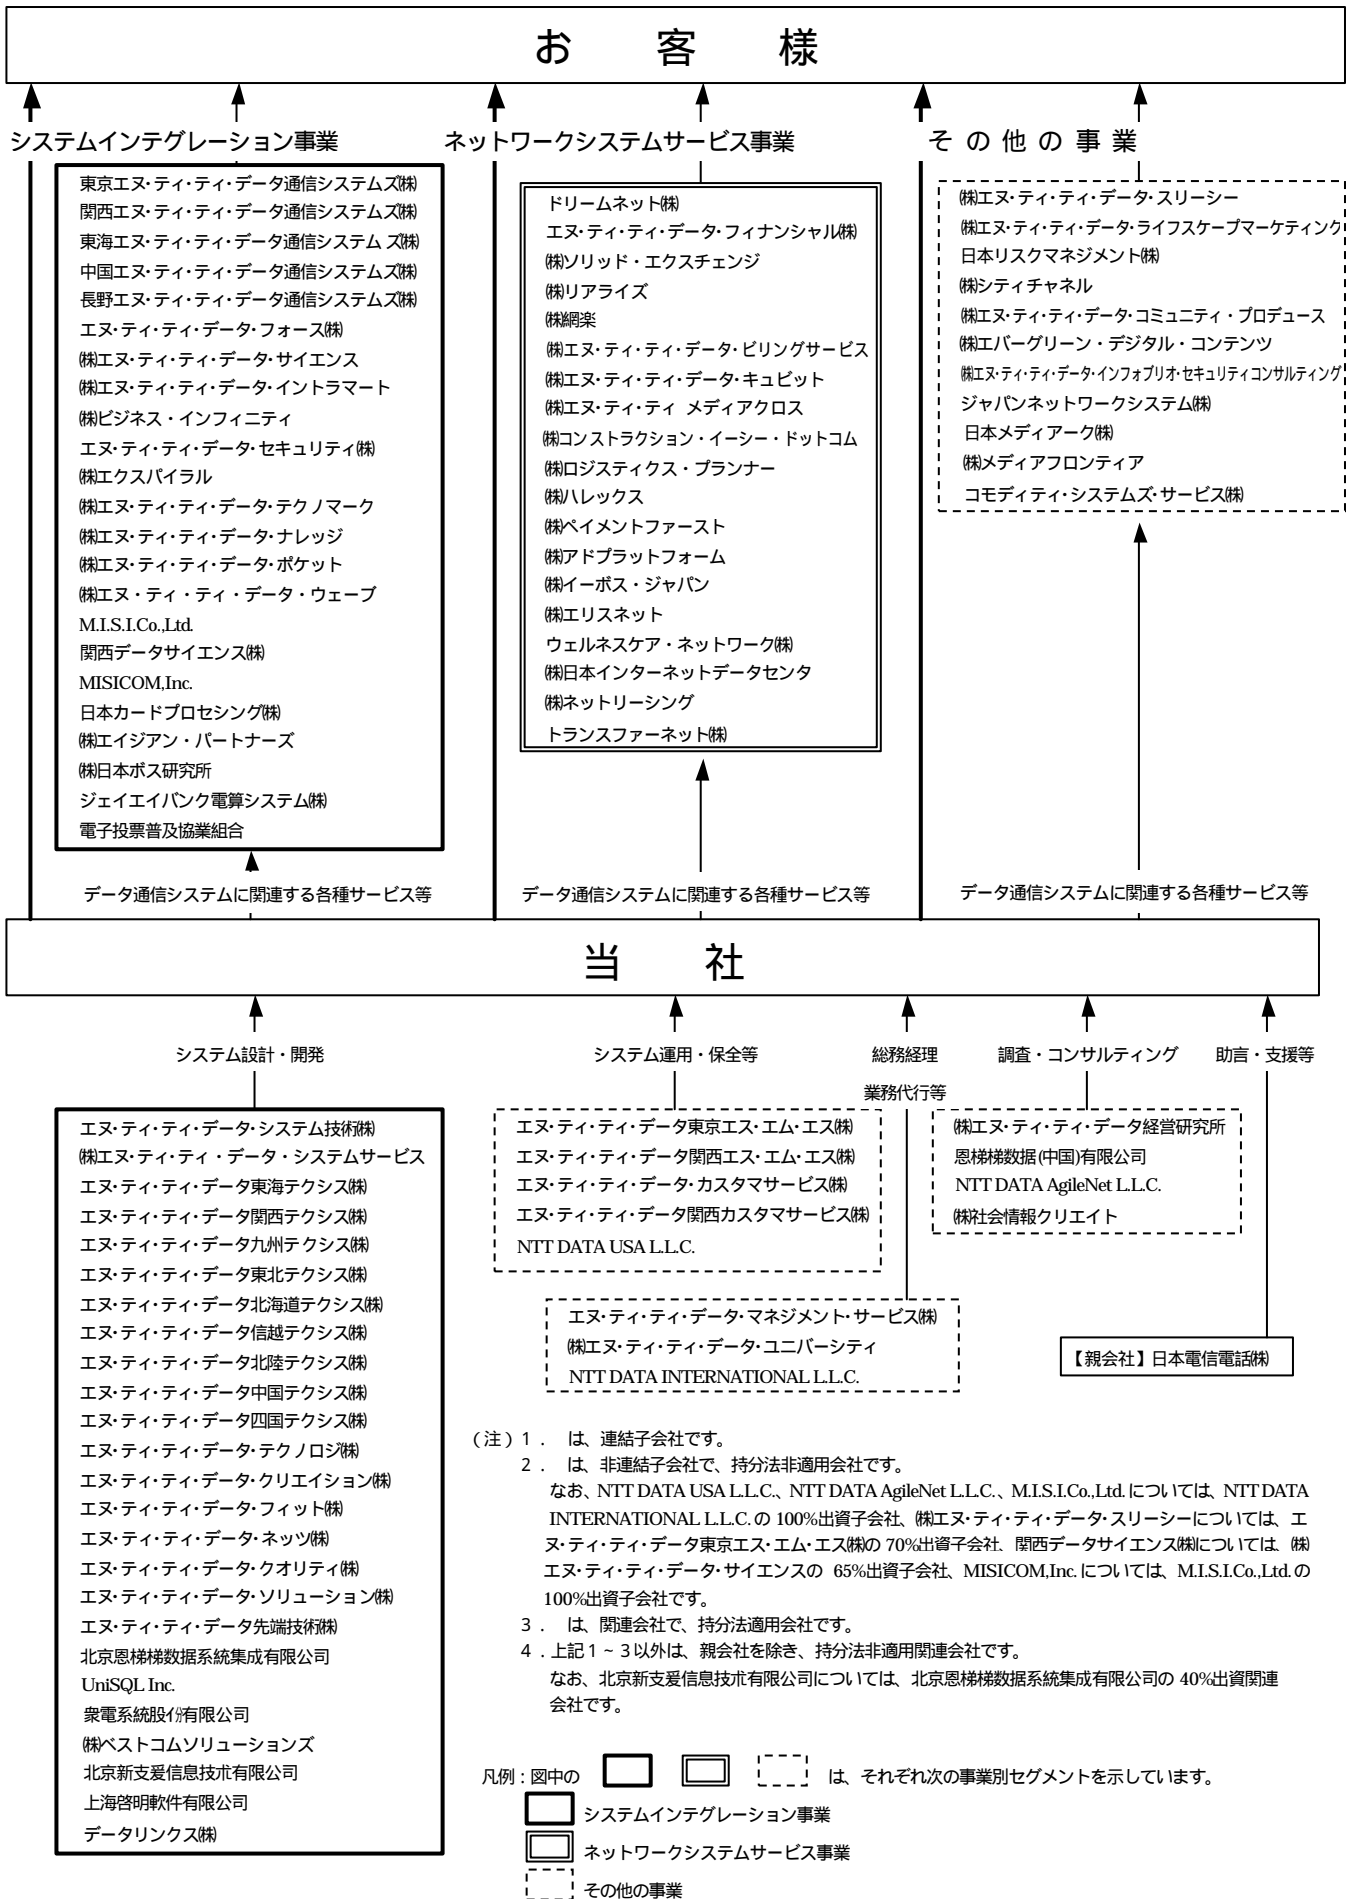 お客様
システムインテグレーション事業
東京エヌ・ティ・ティ・データ通信システムズ㈱
関西エヌ・ティ・ティ・データ通信システムズ㈱
東海エヌ・ティ・ティ・データ通信システムズ㈱
中国エヌ・ティ・ティ・データ通信システムズ㈱
長野エヌ・ティ・ティ・データ通信システムズ㈱
エヌ・ティ・ティ・データ・フォース㈱
㈱エヌ・ティ・ティ・データ・サイエンス
㈱エヌ・ティ・ティ・データ・イントラマート
㈱ビジネス・インフィニティ
エヌ・ティ・ティ・データ・セキュリティ㈱
㈱エクスパイラル
㈱エヌ・ティ・ティ・データ・テクノマーク
㈱エヌ・ティ・ティ・データ・ナレッジ
㈱エヌ・ティ・ティ・データ・ポケット
㈱エヌ・ティ・ティ・データ・ウェーブ
M.I.S.I.Co.,Ltd.
関西データサイエンス㈱
MISICOM,Inc.
日本カードプロセシング㈱
㈱エイジアン・パートナーズ
㈱日本ボス研究所
ジェイエイバンク電算システム㈱
電子投票普及協業組合
データ通信システムに関連する各種サービス等
ネットワークシステムサービス事業
ドリームネット㈱
エヌ・ティ・ティ・データ・フィナンシャル㈱
㈱ソリッド・エクスチェンジ
㈱リアライズ
㈱網楽
㈱エヌ・ティ・ティ・データ・ビリングサービス
㈱エヌ・ティ・ティ・データ・キュビット
㈱エヌ・ティ・ティ メディアクロス
㈱コンストラクション・イーシー・ドットコム
㈱ロジスティクス・プランナー
㈱ハレックス
㈱ペイメントファースト
㈱アドプラットフォーム
㈱イーボス・ジャパン
㈱エリスネット
ウェルネスケア・ネットワーク㈱
㈱日本インターネットデータセンタ
㈱ネットリーシング
トランスファーネット㈱
データ通信システムに関連する各種サービス等
その他の事業
㈱エヌ・ティ・ティ・データ・スリーシー
㈱エヌ・ティ・ティ・データ・ライフスケープマーケティング
日本リスクマネジメント㈱
㈱シティチャネル
㈱エヌ・ティ・ティ・データ・コミュニティ・プロデュース
㈱エバーグリーン・デジタル・コンテンツ
㈱エヌ・ティ・ティ・データ・インフォブリオ・セキュリティコンサルティング
ジャパンネットワークシステム㈱
日本メディアーク㈱
㈱メディアフロンティア
コモディティ・システムズ・サービス㈱
データ通信システムに関連する各種サービス等
当社
システム設計・開発
エヌ・ティ・ティ・データ・システム技術㈱
㈱エヌ・ティ・ティ・データ・システムサービス
エヌ・ティ・ティ・データ東海テクシス㈱
エヌ・ティ・ティ・データ関西テクシス㈱
エヌ・ティ・ティ・データ九州テクシス㈱
エヌ・ティ・ティ・データ東北テクシス㈱
エヌ・ティ・ティ・データ北海道テクシス㈱
エヌ・ティ・ティ・データ信越テクシス㈱
エヌ・ティ・ティ・データ北陸テクシス㈱
エヌ・ティ・ティ・データ中国テクシス㈱
エヌ・ティ・ティ・データ四国テクシス㈱
エヌ・ティ・ティ・データ・テクノロジ㈱
エヌ・ティ・ティ・データ・クリエイション㈱
エヌ・ティ・ティ・データ・フィット㈱
エヌ・ティ・ティ・データ・ネッツ㈱
エヌ・ティ・ティ・データ・クオリティ㈱
エヌ・ティ・ティ・データ・ソリューション㈱
エヌ・ティ・ティ・データ先端技術㈱
北京恩梯梯数据系統集成有限公司
UniSQL Inc.
衆電系統股份有限公司
㈱ベストコムソリューションズ
北京新支爰信息技朮有限公司
上海啓明軟件有限公司
データリンクス㈱
システム運用・保全等
エヌ・ティ・ティ・データ東京エス・エム・エス㈱
エヌ・ティ・ティ・データ関西エス・エム・エス㈱
エヌ・ティ・ティ・データ・カスタマサービス㈱
エヌ・ティ・ティ・データ関西カスタマサービス㈱
NTT DATA USA L.L.C.
総務経理
業務代行等
エヌ・ティ・ティ・データ・マネジメント・サービス㈱
㈱エヌ・ティ・ティ・データ・ユニバーシティ
NTT DATA INTERNATIONAL L.L.C.
調査・コンサルティング
㈱エヌ・ティ・ティ・データ経営研究所
恩梯梯数据(中国)有限公司
NTT DATA AgileNet L.L.C.
㈱社会情報クリエイト
助言・支援等
【親会社】日本電信電話㈱
（注）１． は、連結子会社です。
２． は、非連結子会社で、持分法非適用会社です。
なお、NTT DATA USA L.L.C.、NTT DATA AgileNet L.L.C.、M.I.S.I.Co.,Ltd.については、NTT DATA
INTERNATIONAL L.L.C.の 100%出資子会社、㈱エヌ・ティ・ティ・データ・スリーシーについては、エ
ヌ・ティ・ティ・データ東京エス・エム・エス㈱の 70%出資子会社、関西データサイエンス㈱については、㈱
エヌ・ティ・ティ・データ・サイエンスの 65%出資子会社、MISICOM,Inc.については、M.I.S.I.Co.,Ltd.の
100%出資子会社です。
３． は、関連会社で、持分法適用会社です。
４．上記１～３以外は、親会社を除き、持分法非適用関連会社です。
なお、北京新支爰信息技朮有限公司については、北京恩梯梯数据系統集成有限公司の 40%出資関連
会社です。
凡例：図中の は、それぞれ次の事業別セグメントを示しています。
システムインテグレーション事業
ネットワークシステムサービス事業
その他の事業